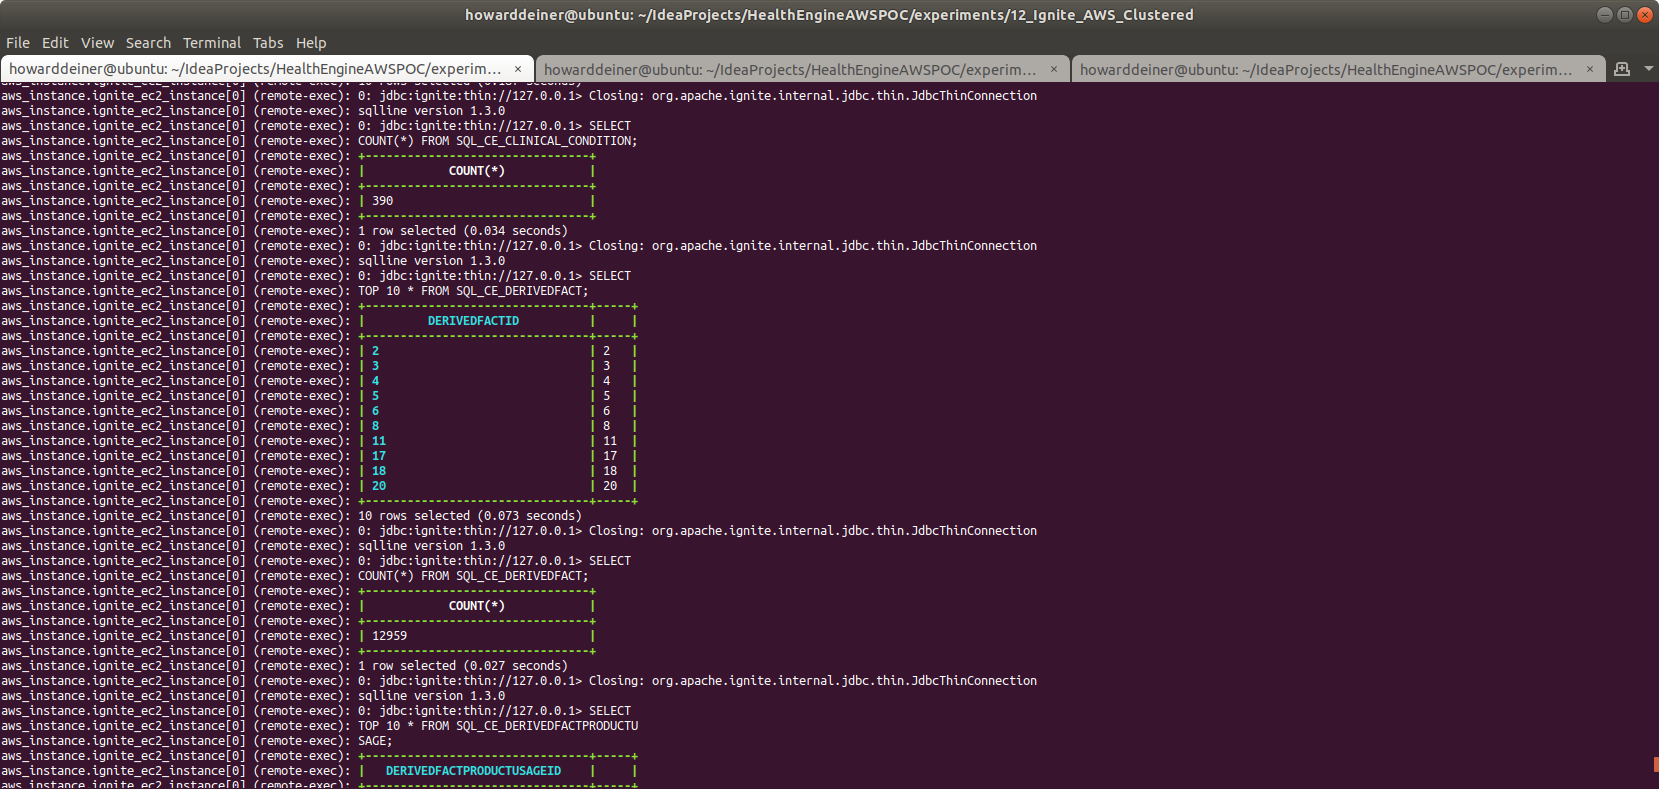 howarddeiner@ubuntu: ~/IdeaProjects/HealthEngineAWSPOC/experiments/12_Ignite_AWS_Clustered
File Edit View Search Terminal Tabs Help
howarddeiner@ubuntu: ~/IdeaProjects/HealthEngineAWSPOC/experim… × howarddeiner@ubuntu: ~/IdeaProjects/HealthEngineAWSPOC/experim… × howarddeiner@ubuntu: ~/IdeaProjects/HealthEngineAWSPOC/experim… ×
aws_instance.ignite_ec2_instance[0] (remote-exec): 0: jdbc:ignite:thin://127.0.0.1> Closing: org.apache.ignite.internal.jdbc.thin.JdbcThinConnection
aws_instance.ignite_ec2_instance[0] (remote-exec): sqlline version 1.3.0
aws_instance.ignite_ec2_instance[0] (remote-exec): 0: jdbc:ignite:thin://127.0.0.1> SELECT
aws_instance.ignite_ec2_instance[0] (remote-exec): COUNT(*) FROM SQL_CE_CLINICAL_CONDITION;
aws_instance.ignite_ec2_instance[0] (remote-exec): +--------------------------------+
aws_instance.ignite_ec2_instance[0] (remote-exec): |            COUNT(*)            |
aws_instance.ignite_ec2_instance[0] (remote-exec): +--------------------------------+
aws_instance.ignite_ec2_instance[0] (remote-exec): | 390                            |
aws_instance.ignite_ec2_instance[0] (remote-exec): +--------------------------------+
aws_instance.ignite_ec2_instance[0] (remote-exec): 1 row selected (0.034 seconds)
aws_instance.ignite_ec2_instance[0] (remote-exec): 0: jdbc:ignite:thin://127.0.0.1> Closing: org.apache.ignite.internal.jdbc.thin.JdbcThinConnection
aws_instance.ignite_ec2_instance[0] (remote-exec): sqlline version 1.3.0
aws_instance.ignite_ec2_instance[0] (remote-exec): 0: jdbc:ignite:thin://127.0.0.1> SELECT
aws_instance.ignite_ec2_instance[0] (remote-exec): TOP 10 * FROM SQL_CE_DERIVEDFACT;
aws_instance.ignite_ec2_instance[0] (remote-exec): +--------------------------------+-----+
aws_instance.ignite_ec2_instance[0] (remote-exec): |         DERIVEDFACTID          |     |
aws_instance.ignite_ec2_instance[0] (remote-exec): +--------------------------------+-----+
aws_instance.ignite_ec2_instance[0] (remote-exec): | 2                              | 2   |
aws_instance.ignite_ec2_instance[0] (remote-exec): | 3                              | 3   |
aws_instance.ignite_ec2_instance[0] (remote-exec): | 4                              | 4   |
aws_instance.ignite_ec2_instance[0] (remote-exec): | 5                              | 5   |
aws_instance.ignite_ec2_instance[0] (remote-exec): | 6                              | 6   |
aws_instance.ignite_ec2_instance[0] (remote-exec): | 8                              | 8   |
aws_instance.ignite_ec2_instance[0] (remote-exec): | 11                             | 11  |
aws_instance.ignite_ec2_instance[0] (remote-exec): | 17                             | 17  |
aws_instance.ignite_ec2_instance[0] (remote-exec): | 18                             | 18  |
aws_instance.ignite_ec2_instance[0] (remote-exec): | 20                             | 20  |
aws_instance.ignite_ec2_instance[0] (remote-exec): +--------------------------------+-----+
aws_instance.ignite_ec2_instance[0] (remote-exec): 10 rows selected (0.073 seconds)
aws_instance.ignite_ec2_instance[0] (remote-exec): 0: jdbc:ignite:thin://127.0.0.1> Closing: org.apache.ignite.internal.jdbc.thin.JdbcThinConnection
aws_instance.ignite_ec2_instance[0] (remote-exec): sqlline version 1.3.0
aws_instance.ignite_ec2_instance[0] (remote-exec): 0: jdbc:ignite:thin://127.0.0.1> SELECT
aws_instance.ignite_ec2_instance[0] (remote-exec): COUNT(*) FROM SQL_CE_DERIVEDFACT;
aws_instance.ignite_ec2_instance[0] (remote-exec): +--------------------------------+
aws_instance.ignite_ec2_instance[0] (remote-exec): |            COUNT(*)            |
aws_instance.ignite_ec2_instance[0] (remote-exec): +--------------------------------+
aws_instance.ignite_ec2_instance[0] (remote-exec): | 12959                          |
aws_instance.ignite_ec2_instance[0] (remote-exec): +--------------------------------+
aws_instance.ignite_ec2_instance[0] (remote-exec): 1 row selected (0.027 seconds)
aws_instance.ignite_ec2_instance[0] (remote-exec): 0: jdbc:ignite:thin://127.0.0.1> Closing: org.apache.ignite.internal.jdbc.thin.JdbcThinConnection
aws_instance.ignite_ec2_instance[0] (remote-exec): sqlline version 1.3.0
aws_instance.ignite_ec2_instance[0] (remote-exec): 0: jdbc:ignite:thin://127.0.0.1> SELECT
aws_instance.ignite_ec2_instance[0] (remote-exec): TOP 10 * FROM SQL_CE_DERIVEDFACTPRODUCTU
aws_instance.ignite_ec2_instance[0] (remote-exec): SAGE;
aws_instance.ignite_ec2_instance[0] (remote-exec): +--------------------------------+-----+
aws_instance.ignite_ec2_instance[0] (remote-exec): |   DERIVEDFACTPRODUCTUSAGEID    |     |
aws_instance.ignite_ec2_instance[0] (remote-exec): +--------------------------------+-----+